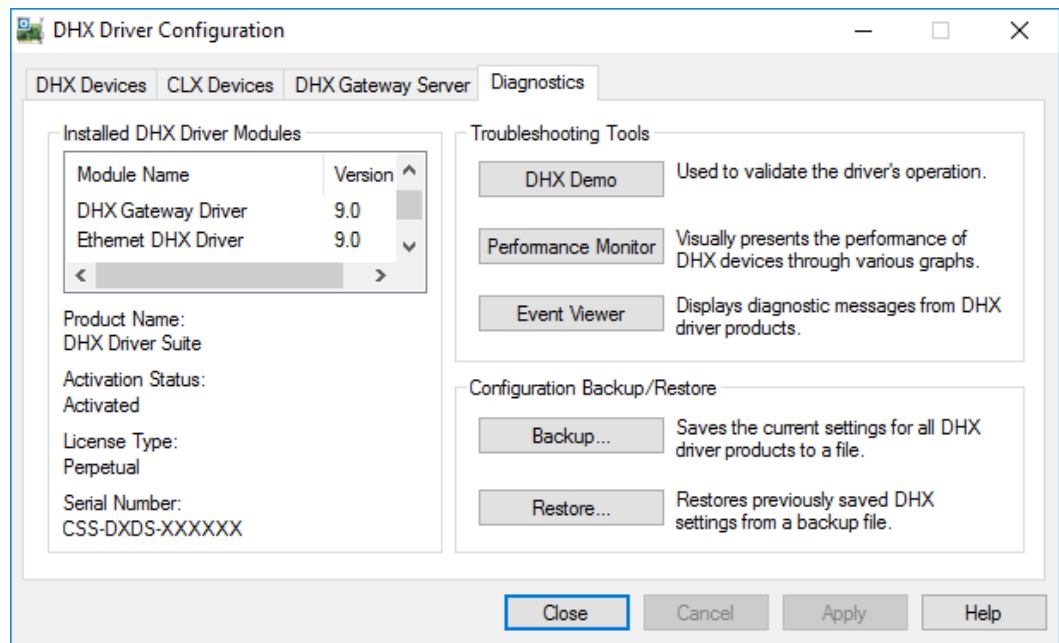 DHX Driver Configuration
DHX Devices CLX Devices DHX Gateway Server Diagnostics
Installed DHX Driver Modules
Module Name Version
DHX Gateway Driver 9.0
Ethernet DHX Driver 9.0
Product Name:
DHX Driver Suite
Activation Status:
Activated
License Type:
Perpetual
Serial Number:
CSS-DXDS-XXXXXX
Troubleshooting Tools
DHX Demo
Used to validate the driver's operation.
Performance Monitor
Visually presents the performance of
DHX devices through various graphs.
Event Viewer
Displays diagnostic messages from DHX
driver products.
Configuration Backup/Restore
Backup...
Saves the current settings for all DHX
driver products to a file.
Restore...
Restores previously saved DHX
settings from a backup file.
Close Cancel Apply Help